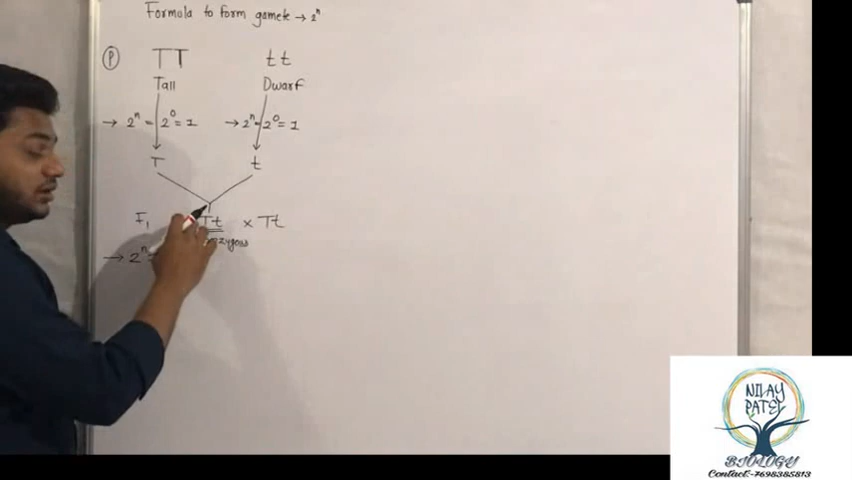 Formula to form gamete → 2ⁿ
P TT tt
Tall Dwarf
→ 2ⁿ = 2⁰ = 1 → 2ⁿ = 2⁰ = 1
T t
F₁ Tt × Tt
→ 2ⁿ =
NILAY
PATEL
BIOLOGY
Contact:-7698385813